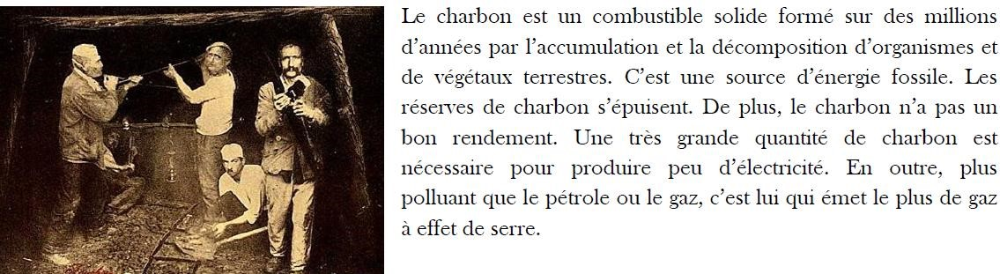 Le charbon est un combustible solide formé sur des millions
d’années par l’accumulation et la décomposition d’organismes et
de végétaux terrestres. C’est une source d’énergie fossile. Les
réserves de charbon s’épuisent. De plus, le charbon n’a pas un
bon rendement. Une très grande quantité de charbon est
nécessaire pour produire peu d’électricité. En outre, plus
polluant que le pétrole ou le gaz, c’est lui qui émet le plus de gaz
à effet de serre.